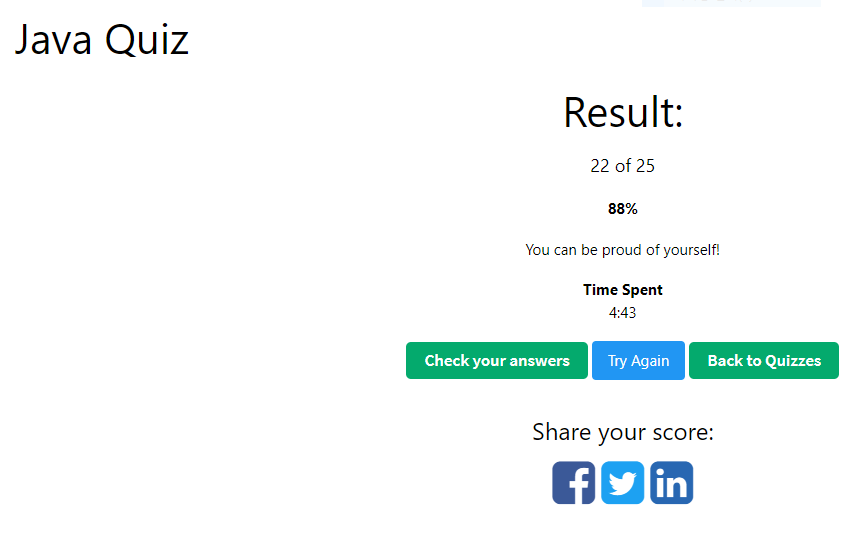 Java Quiz
Result:
22 of 25
88%
You can be proud of yourself!
Time Spent
4:43
Check your answers Try Again Back to Quizzes
Share your score: